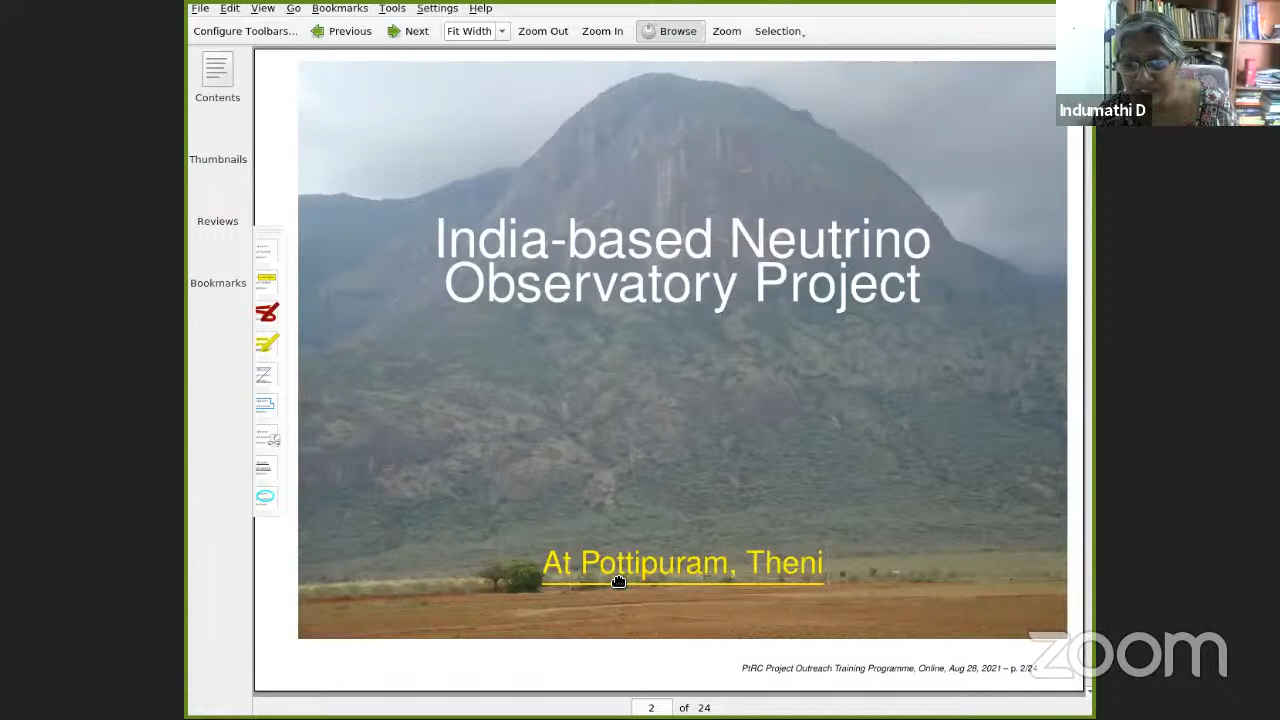 File Edit View Go Bookmarks Tools Settings Help
Configure Toolbars... Previous Next Fit Width Zoom Out Zoom In Browse Zoom Selection
Contents
Thumbnails
Reviews
Bookmarks
Indumathi D
India-based Neutrino
Observatory Project
At Pottipuram, Theni
PtRC Project Outreach Training Programme, Online, Aug 28, 2021 – p. 2/24
zoom
2 of 24